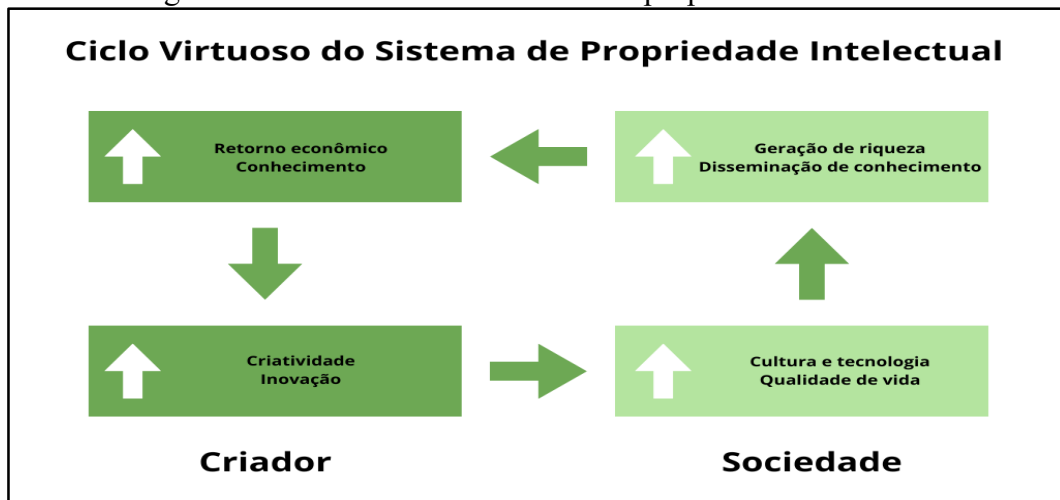 Ciclo Virtuoso do Sistema de Propriedade Intelectual
Retorno econômico
Conhecimento
Geração de riqueza
Disseminação de conhecimento
Criatividade
Inovação
Cultura e tecnologia
Qualidade de vida
Criador
Sociedade